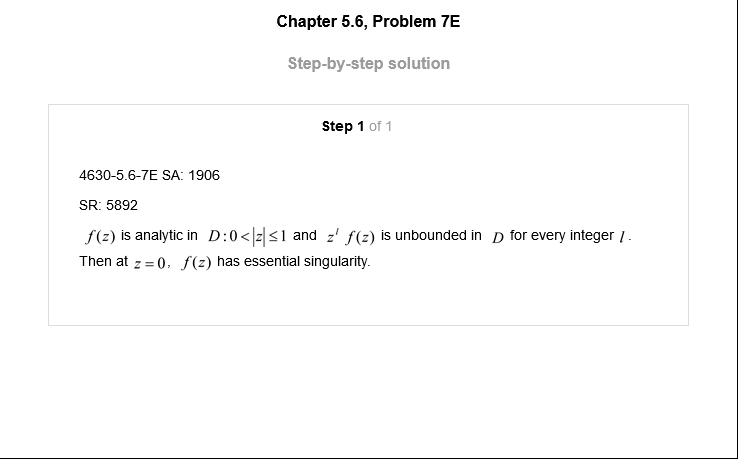 Chapter 5.6, Problem 7E
Step-by-step solution
Step 1 of 1
4630-5.6-7E SA: 1906
SR: 5892
f(z) is analytic in D:0<|z|≤1 and z^l f(z) is unbounded in D for every integer l.
Then at z=0, f(z) has essential singularity.